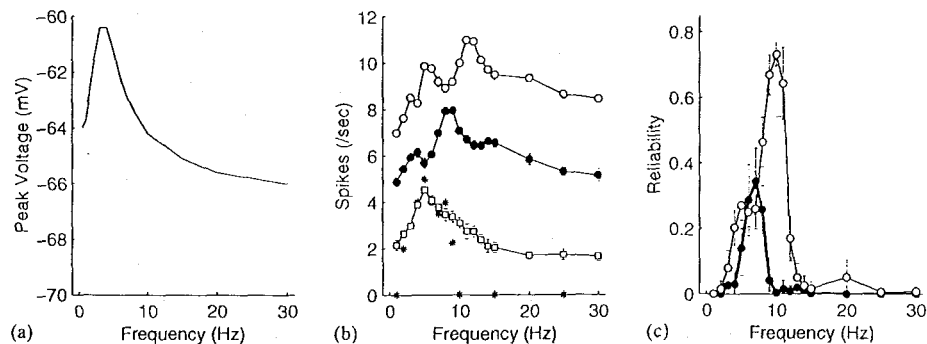 −60
−62
−64
−66
−68
−70
Peak Voltage (mV)
0 10 20 30
Frequency (Hz)
(a)
12
10
8
6
4
2
0
Spikes (/sec)
0 5 10 15 20 25 30
Frequency (Hz)
(b)
0.8
0.6
0.4
0.2
0
Reliability
0 10 20 30
Frequency (Hz)
(c)